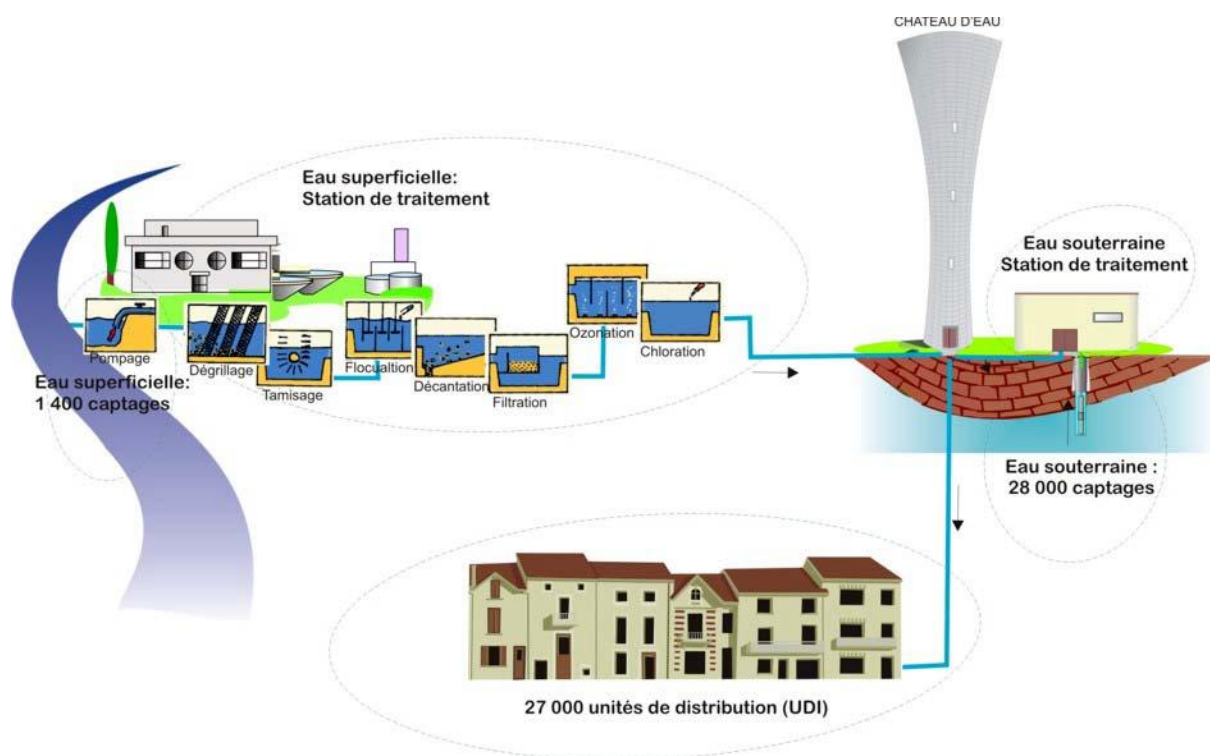 CHATEAU D'EAU
Eau superficielle:
Station de traitement
Eau souterraine
Station de traitement
Pompage
Dégrillage
Tamisage
Flocualtion
Décantation
Filtration
Ozonation
Chloration
Eau superficielle:
1 400 captages
Eau souterraine :
28 000 captages
27 000 unités de distribution (UDI)